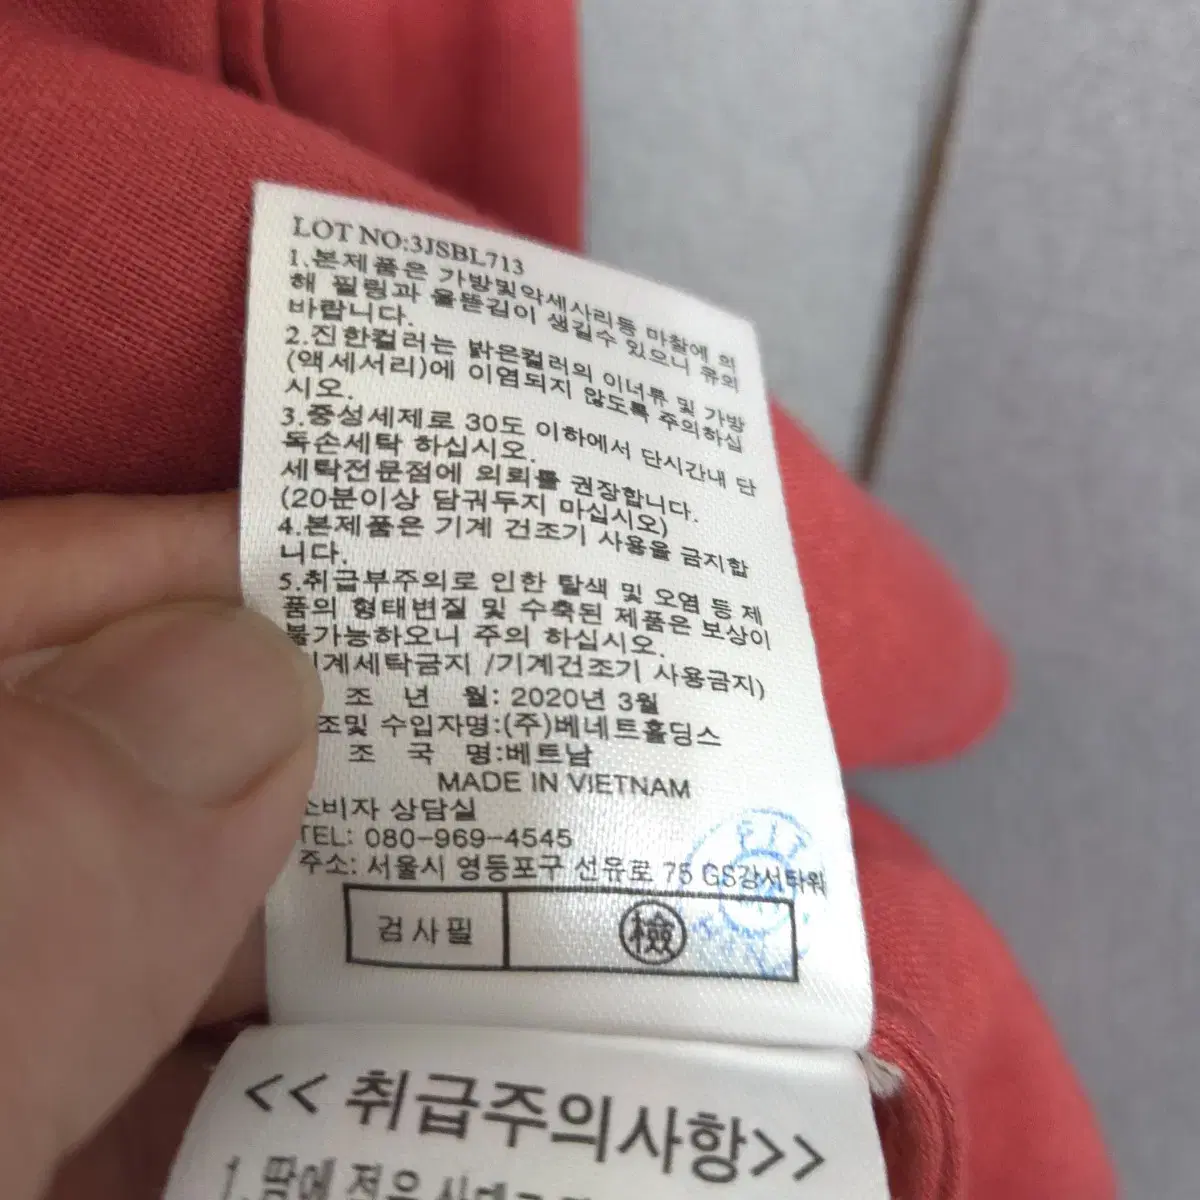 LOT NO:3JSBL713
1.본제품은 가방및악세사리등 마찰에 의
해 필링과 올뜯김이 생길수 있으니 유의
바랍니다.
2.진한컬러는 밝은컬러의 이너류 및 가방
(액세서리)에 이염되지 않도록 주의하십
시오.
3.중성세제로 30도 이하에서 단시간내 단
독손세탁 하십시오.
세탁전문점에 의뢰를 권장합니다.
(20분이상 담궈두지 마십시오)
4.본제품은 기계 건조기 사용을 금지합
니다.
5.취급부주의로 인한 탈색 및 오염 등 제
품의 형태변질 및 수축된 제품은 보상이
불가능하오니 주의 하십시오.
기계세탁금지 /기계건조기 사용금지)
조 년 월: 2020년 3월
조및 수입자명:(주)베네트홀딩스
조 국 명:베트남
MADE IN VIETNAM
소비자 상담실
TEL: 080-969-4545
주소: 서울시 영등포구 선유로 75 GS강서타워
FIT
검사필 檢
<< 취급주의사항>>
1. 땀에 젖은